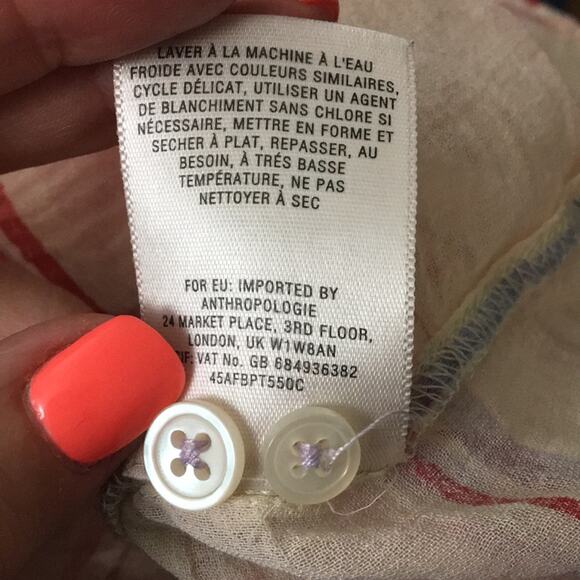 LAVER À LA MACHINE À L'EAU
FROIDE AVEC COULEURS SIMILAIRES,
CYCLE DÉLICAT, UTILISER UN AGENT
DE BLANCHIMENT SANS CHLORE SI
NÉCESSAIRE, METTRE EN FORME ET
SECHER À PLAT, REPASSER, AU
BESOIN, À TRÉS BASSE
TEMPÉRATURE, NE PAS
NETTOYER À SEC
FOR EU: IMPORTED BY
ANTHROPOLOGIE
24 MARKET PLACE, 3RD FLOOR,
LONDON, UK W1W8AN
VAT No. GB 684936382
45AFBPT550C